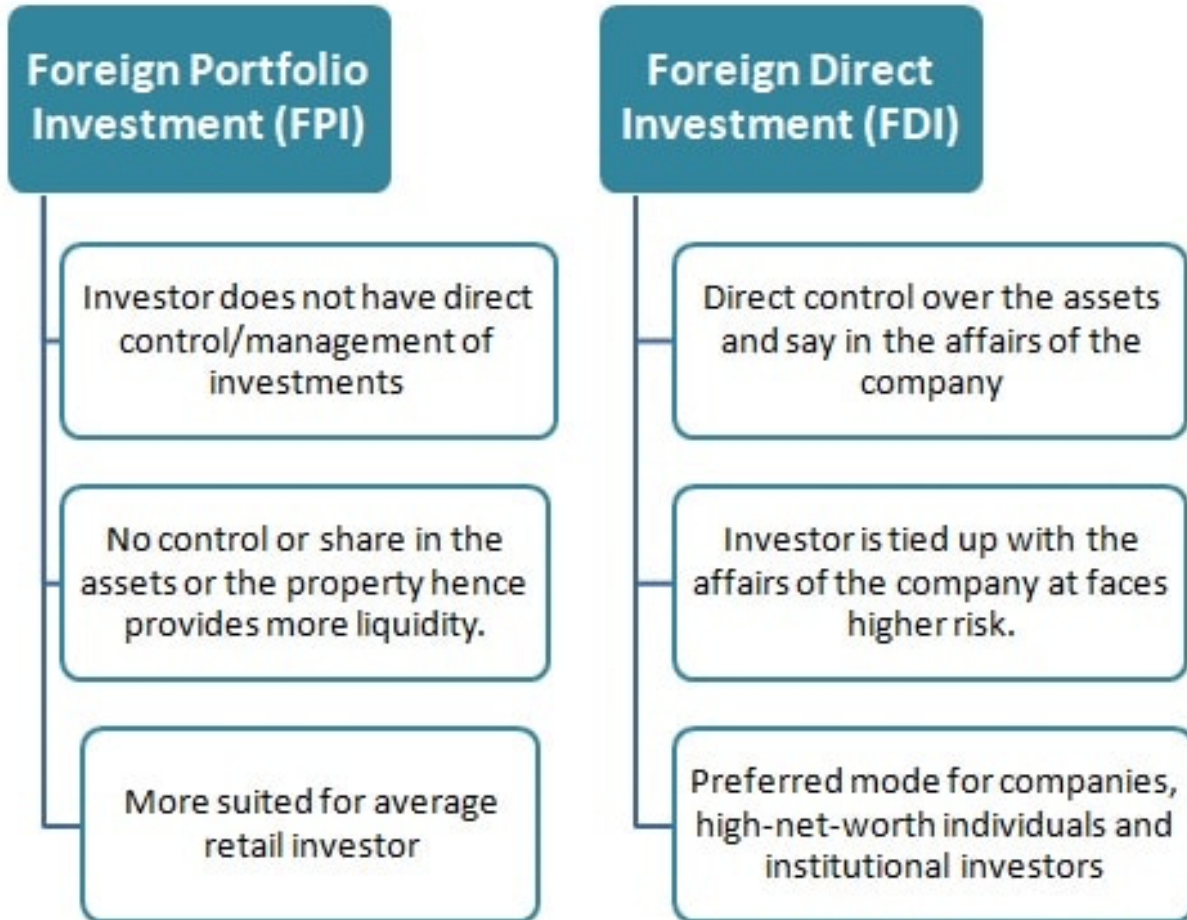 Foreign Portfolio
Investment (FPI)
Investor does not have direct
control/management of
investments
No control or share in the
assets or the property hence
provides more liquidity.
More suited for average
retail investor
Foreign Direct
Investment (FDI)
Direct control over the assets
and say in the affairs of the
company
Investor is tied up with the
affairs of the company at faces
higher risk.
Preferred mode for companies,
high-net-worth individuals and
institutional investors